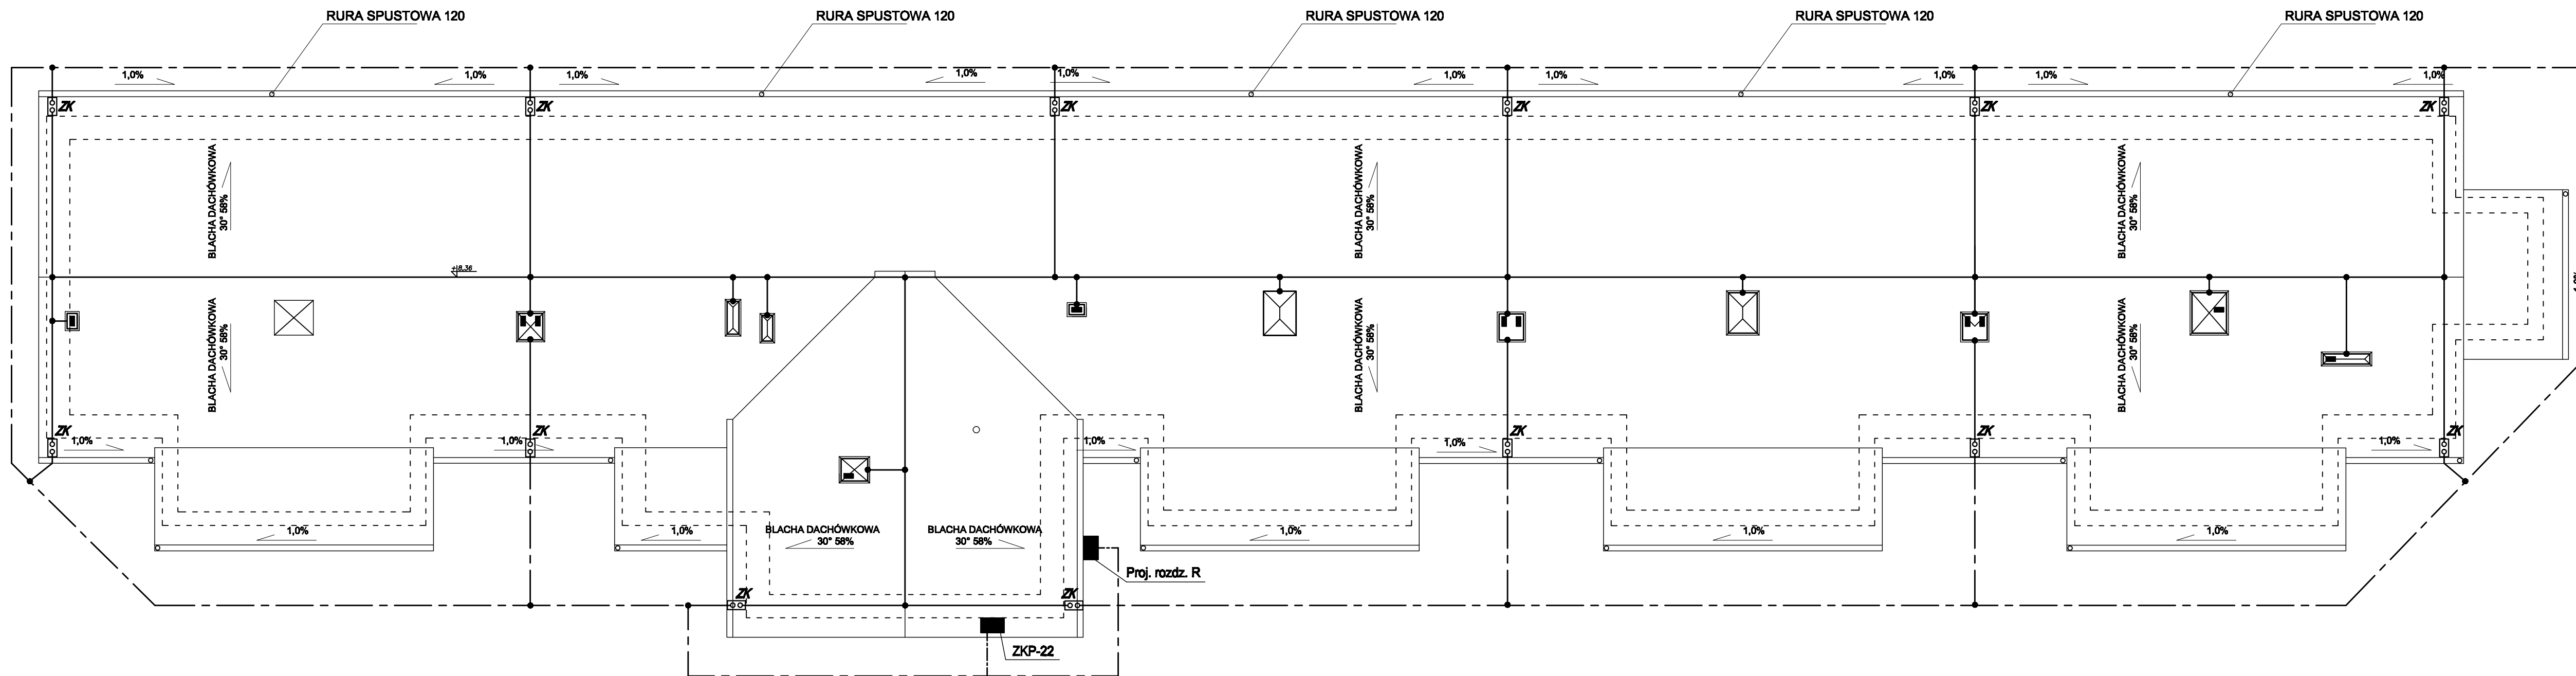 RURA SPUSTOWA 120
RURA SPUSTOWA 120
RURA SPUSTOWA 120
RURA SPUSTOWA 120
RURA SPUSTOWA 120
1,0%
1,0%
1,0%
1,0%
1,0%
1,0%
1,0%
1,0%
1,0%
1,0%
ZK
ZK
ZK
ZK
ZK
ZK
BLACHA DACHÓWKOWA
30° 58%
BLACHA DACHÓWKOWA
30° 58%
BLACHA DACHÓWKOWA
30° 58%
+18,36
1,0%
BLACHA DACHÓWKOWA
30° 58%
BLACHA DACHÓWKOWA
30° 58%
BLACHA DACHÓWKOWA
30° 58%
ZK
ZK
ZK
ZK
ZK
1,0%
1,0%
1,0%
1,0%
1,0%
1,0%
1,0%
1,0%
1,0%
1,0%
BLACHA DACHÓWKOWA
30° 58%
BLACHA DACHÓWKOWA
30° 58%
Proj. rozdz. R
ZK
ZK
ZKP-22